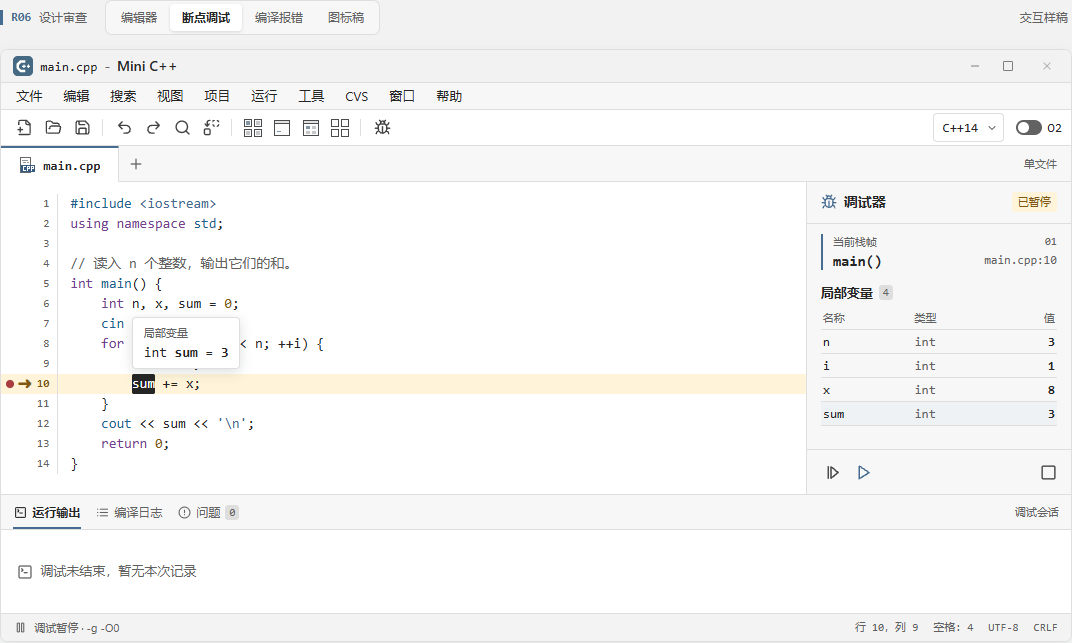 R06 设计审查 编辑器 断点调试 编译报错 图标稿 交互样稿
main.cpp - Mini C++
文件 编辑 搜索 视图 项目 运行 工具 CVS 窗口 帮助
C++14 O2
main.cpp 单文件
1 #include <iostream>
2 using namespace std;
3
4 // 读入 n 个整数，输出它们的和。
5 int main() {
6 int n, x, sum = 0;
7 cin
8 for < n; ++i) {
局部变量
int sum = 3
9
10 sum += x;
11 }
12 cout << sum << '\n';
13 return 0;
14 }
调试器 已暂停
当前栈帧 01
main() main.cpp:10
局部变量 4
名称 类型 值
n int 3
i int 1
x int 8
sum int 3
运行输出 编译日志 问题 0 调试会话
调试未结束，暂无本次记录
调试暂停 · -g -O0 行 10, 列 9 空格: 4 UTF-8 CRLF